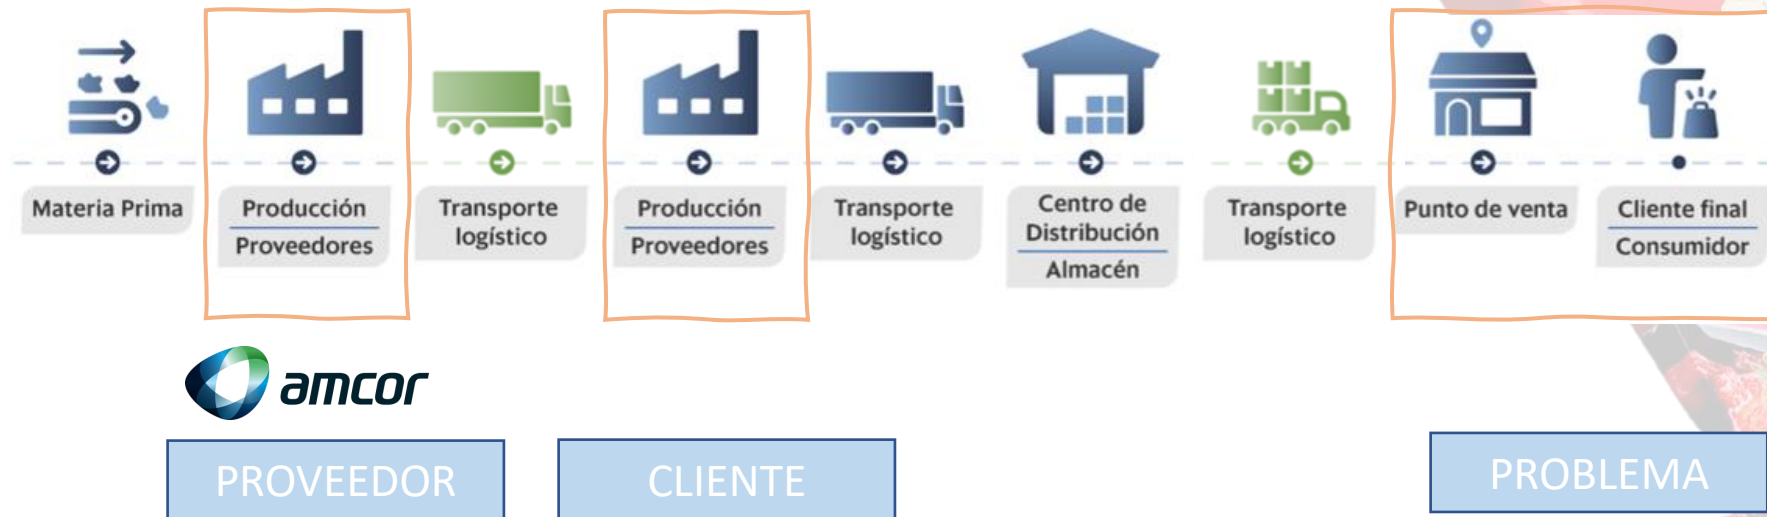 Materia Prima
Producción
Proveedores
Transporte
logístico
Producción
Proveedores
Transporte
logístico
Centro de
Distribución
Almacén
Transporte
logístico
Punto de venta
Cliente final
Consumidor
amcor
PROVEEDOR
CLIENTE
PROBLEMA